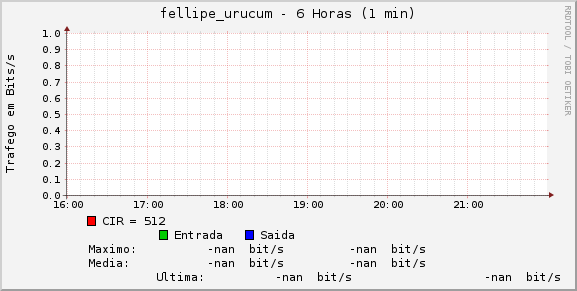 fellipe_urucum - 6 Horas (1 min)
RRDTOOL / TOBI OETIKER
Trafego em Bits/s
1.0
0.9
0.8
0.7
0.6
0.5
0.4
0.3
0.2
0.1
0.0
16:00 17:00 18:00 19:00 20:00 21:00
CIR = 512
Entrada Saida
Maximo: -nan bit/s -nan bit/s
Media: -nan bit/s -nan bit/s
Ultima: -nan bit/s -nan bit/s